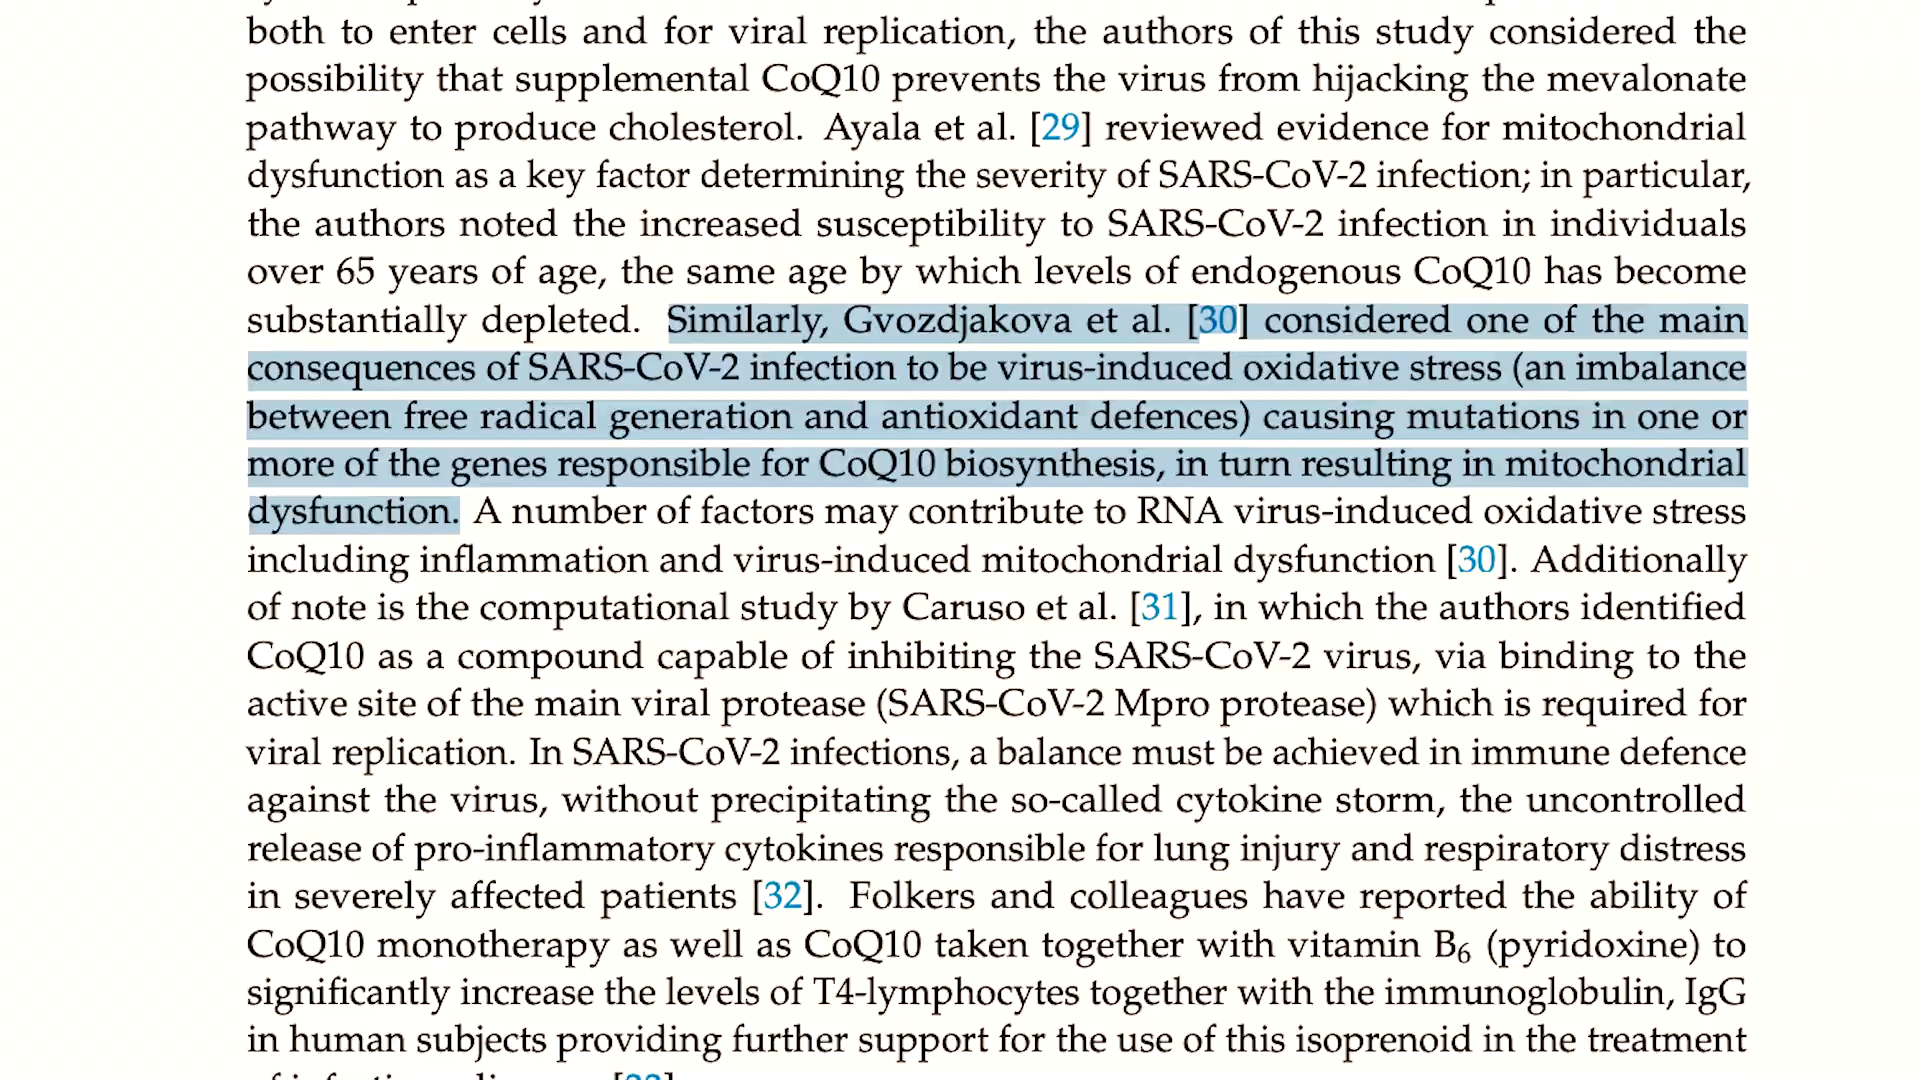 both to enter cells and for viral replication, the authors of this study considered the
possibility that supplemental CoQ10 prevents the virus from hijacking the mevalonate
pathway to produce cholesterol. Ayala et al. [29] reviewed evidence for mitochondrial
dysfunction as a key factor determining the severity of SARS-CoV-2 infection; in particular,
the authors noted the increased susceptibility to SARS-CoV-2 infection in individuals
over 65 years of age, the same age by which levels of endogenous CoQ10 has become
substantially depleted. Similarly, Gvozdjakova et al. [30] considered one of the main
consequences of SARS-CoV-2 infection to be virus-induced oxidative stress (an imbalance
between free radical generation and antioxidant defences) causing mutations in one or
more of the genes responsible for CoQ10 biosynthesis, in turn resulting in mitochondrial
dysfunction. A number of factors may contribute to RNA virus-induced oxidative stress
including inflammation and virus-induced mitochondrial dysfunction [30]. Additionally
of note is the computational study by Caruso et al. [31], in which the authors identified
CoQ10 as a compound capable of inhibiting the SARS-CoV-2 virus, via binding to the
active site of the main viral protease (SARS-CoV-2 Mpro protease) which is required for
viral replication. In SARS-CoV-2 infections, a balance must be achieved in immune defence
against the virus, without precipitating the so-called cytokine storm, the uncontrolled
release of pro-inflammatory cytokines responsible for lung injury and respiratory distress
in severely affected patients [32]. Folkers and colleagues have reported the ability of
CoQ10 monotherapy as well as CoQ10 taken together with vitamin B₆ (pyridoxine) to
significantly increase the levels of T4-lymphocytes together with the immunoglobulin, IgG
in human subjects providing further support for the use of this isoprenoid in the treatment